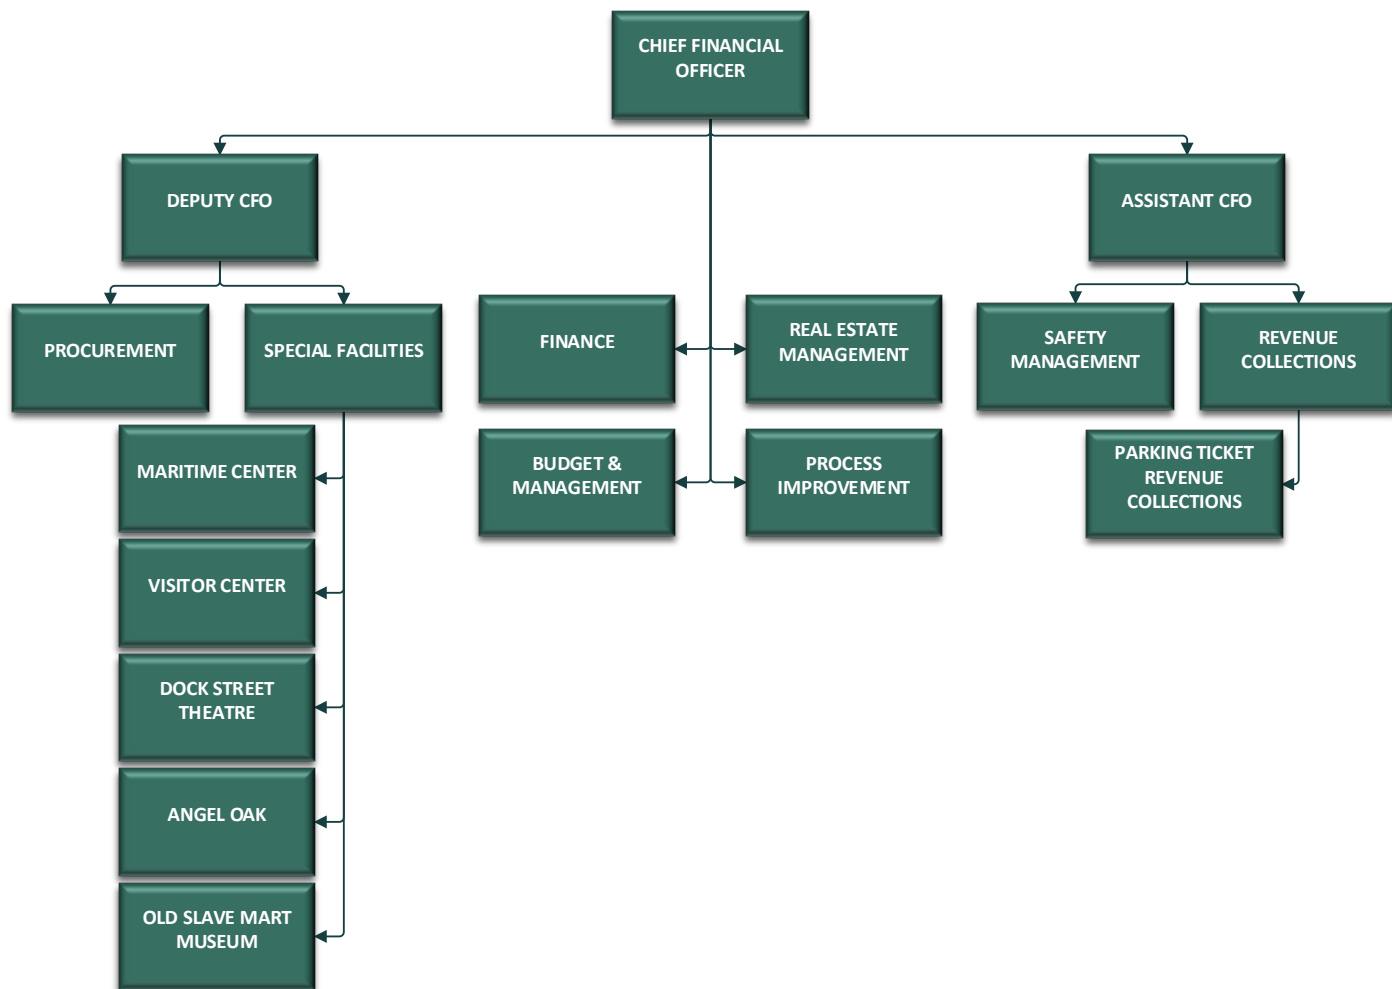 CHIEF FINANCIAL
OFFICER
DEPUTY CFO
ASSISTANT CFO
PROCUREMENT
SPECIAL FACILITIES
FINANCE
REAL ESTATE
MANAGEMENT
SAFETY
MANAGEMENT
REVENUE
COLLECTIONS
MARITIME CENTER
BUDGET &
MANAGEMENT
PROCESS
IMPROVEMENT
PARKING TICKET
REVENUE
COLLECTIONS
VISITOR CENTER
DOCK STREET
THEATRE
ANGEL OAK
OLD SLAVE MART
MUSEUM